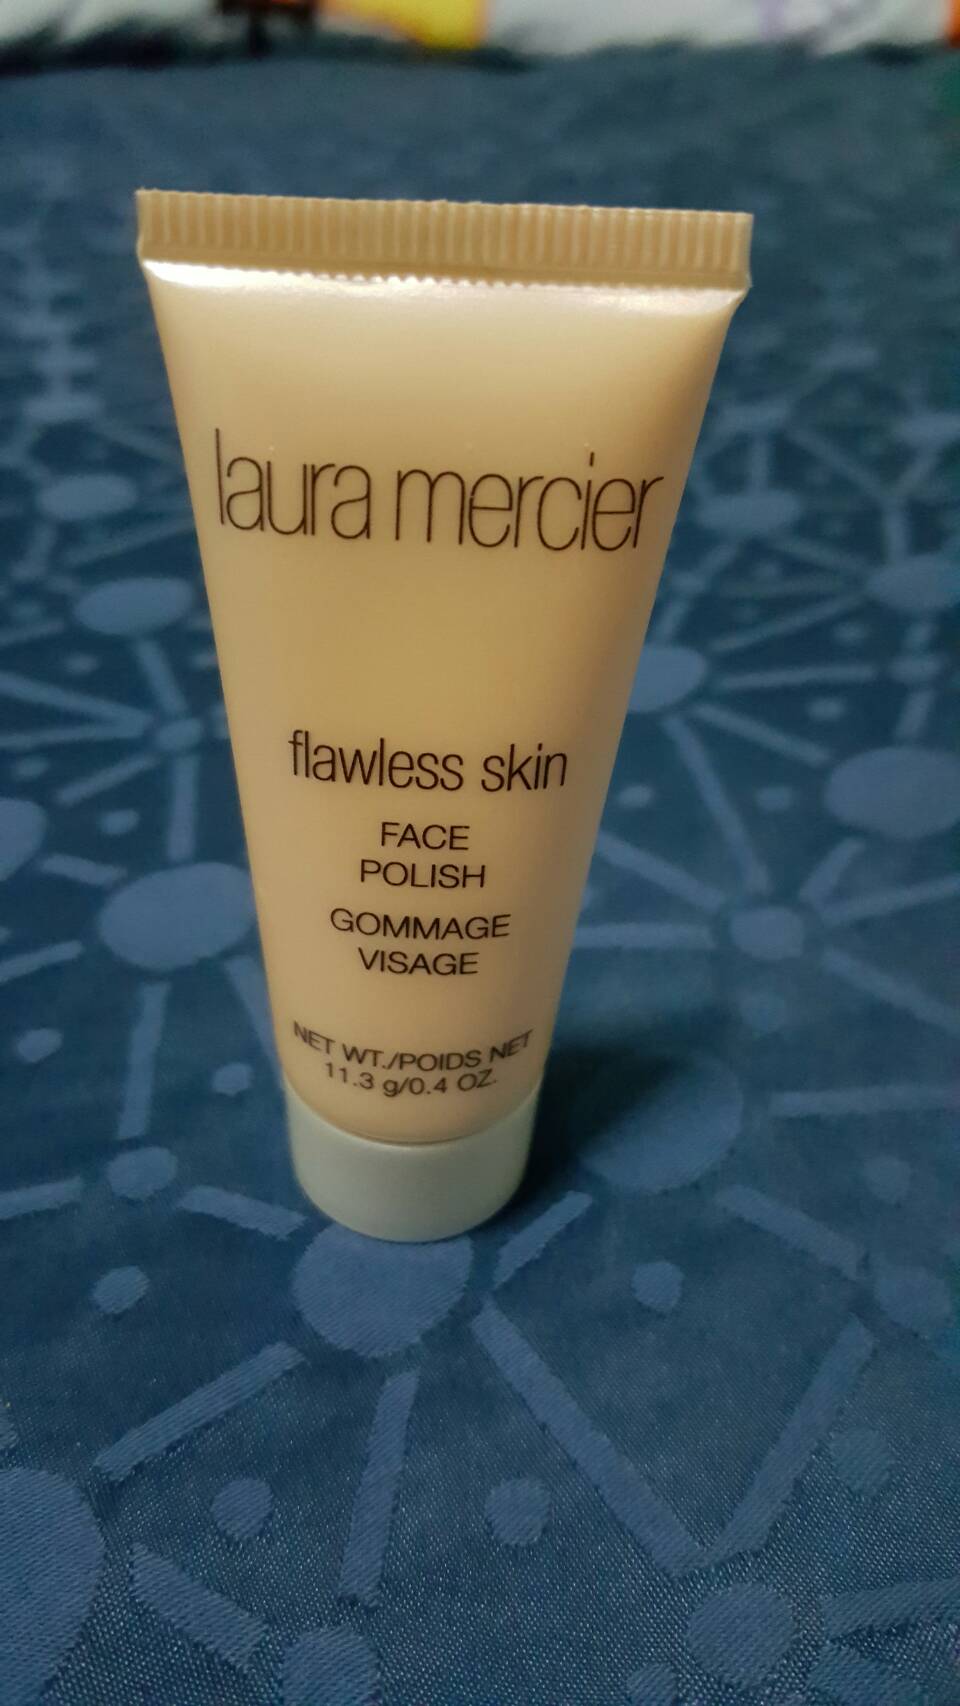 laura mercier
flawless skin
FACE
POLISH
GOMMAGE
VISAGE
NET WT./POIDS NET
11.3 g/0.4 OZ.